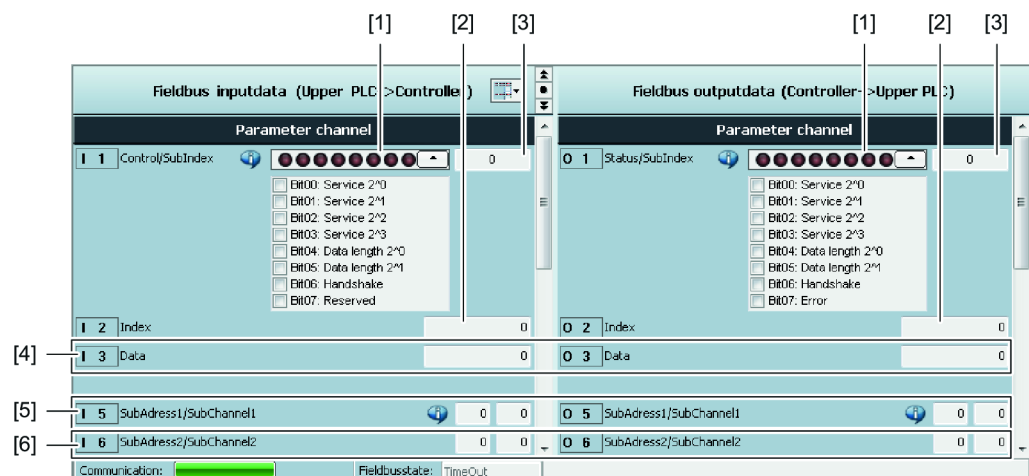 [1] [2] [3] [1] [2] [3]
Fieldbus inputdata (Upper PLC->Controller) Fieldbus outputdata (Controller->Upper PLC)
Parameter channel Parameter channel
I 1 Control/SubIndex 0 O 1 Status/SubIndex 0
Bit00: Service 2^0 Bit00: Service 2^0
Bit01: Service 2^1 Bit01: Service 2^1
Bit02: Service 2^2 Bit02: Service 2^2
Bit03: Service 2^3 Bit03: Service 2^3
Bit04: Data length 2^0 Bit04: Data length 2^0
Bit05: Data length 2^1 Bit05: Data length 2^1
Bit06: Handshake Bit06: Handshake
Bit07: Reserved Bit07: Error
I 2 Index 0 O 2 Index 0
[4] I 3 Data 0 O 3 Data 0
[5] I 5 SubAdress1/SubChannel1 0 0 O 5 SubAdress1/SubChannel1 0 0
[6] I 6 SubAdress2/SubChannel2 0 0 O 6 SubAdress2/SubChannel2 0 0
Communication: Fieldbusstate: TimeOut